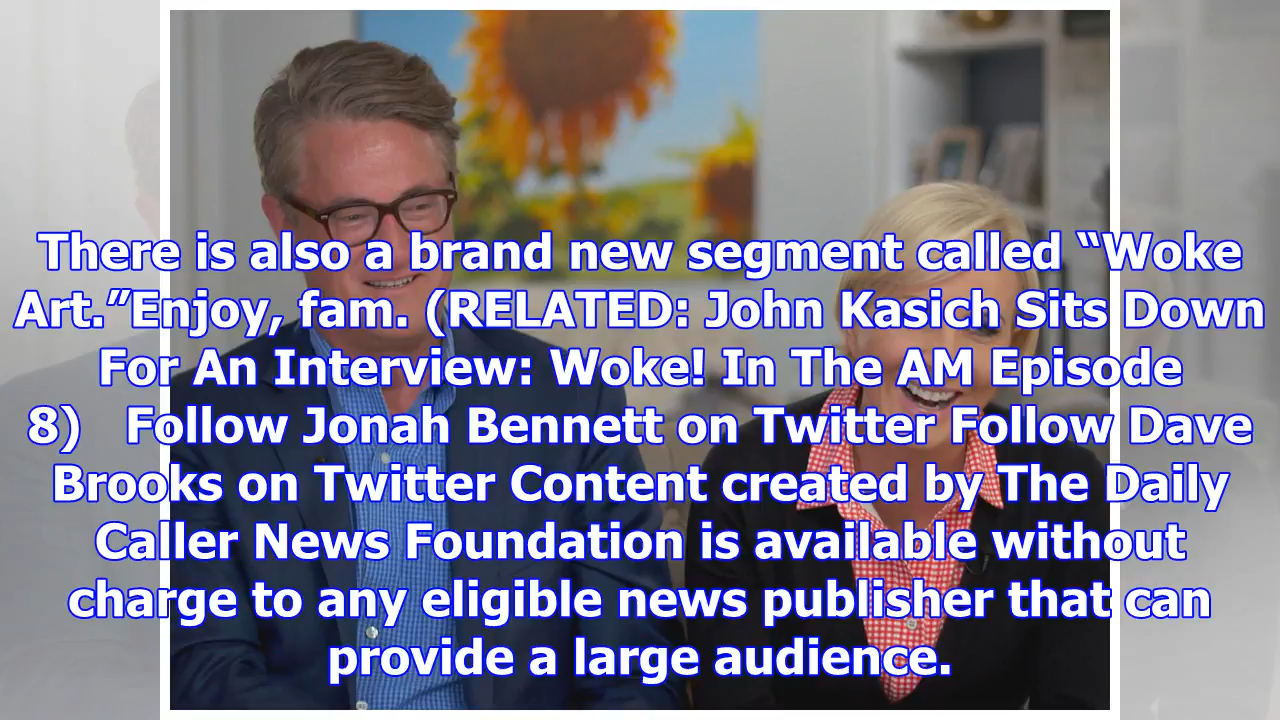 There is also a brand new segment called “Woke
Art.”Enjoy, fam. (RELATED: John Kasich Sits Down
For An Interview: Woke! In The AM Episode
8)   Follow Jonah Bennett on Twitter Follow Dave
Brooks on Twitter Content created by The Daily
Caller News Foundation is available without
charge to any eligible news publisher that can
provide a large audience.